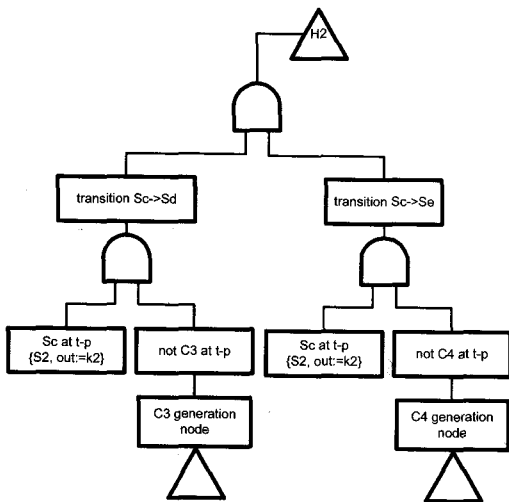 H2
transition Sc->Sd
transition Sc->Se
Sc at t-p
{S2, out:=k2}
not C3 at t-p
Sc at t-p
{S2, out:=k2}
not C4 at t-p
C3 generation
node
C4 generation
node